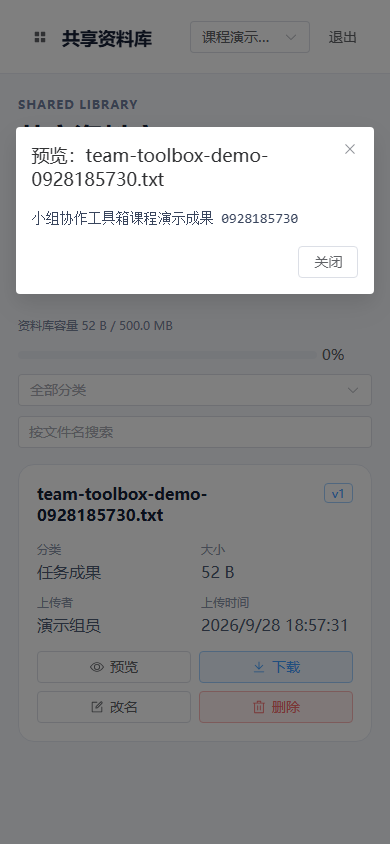 共享资料库
课程演示...
退出
SHARED LIBRARY
预览：team-toolbox-demo-
0928185730.txt
小组协作工具箱课程演示成果 0928185730
关闭
资料库容量 52 B / 500.0 MB
0%
全部分类
按文件名搜索
team-toolbox-demo-
0928185730.txt
v1
分类
大小
任务成果
52 B
上传者
上传时间
演示组员
2026/9/28 18:57:31
预览
下载
改名
删除